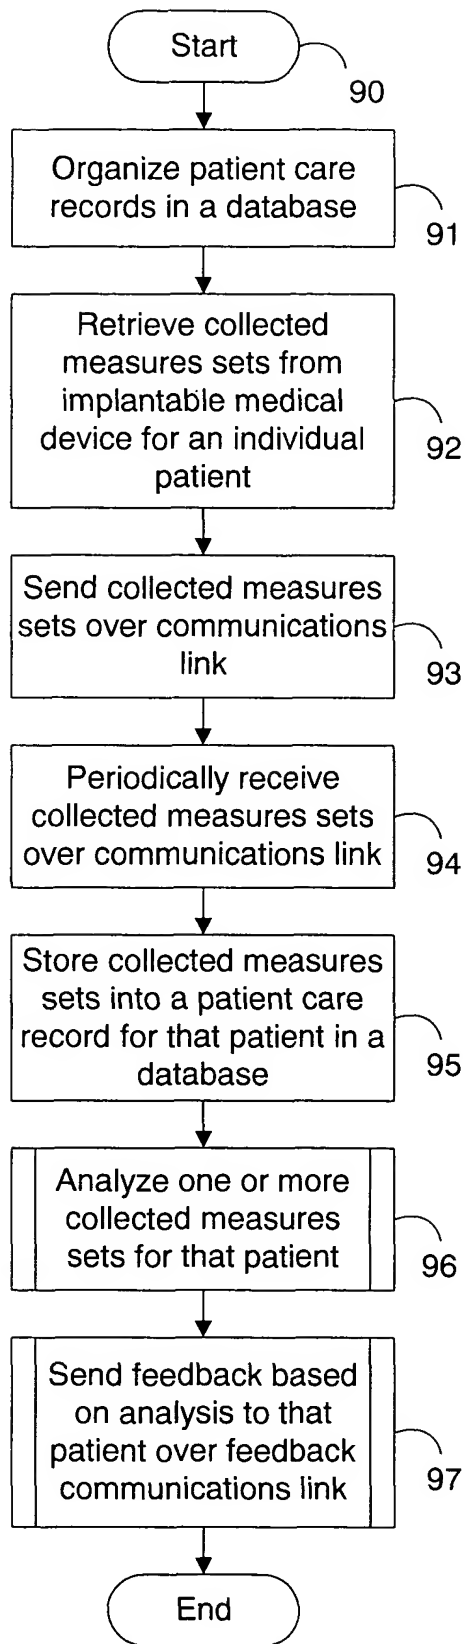 Start
90
Organize patient care
records in a database
91
Retrieve collected
measures sets from
implantable medical
device for an individual
patient
92
Send collected measures
sets over communications
link
93
Periodically receive
collected measures sets
over communications link
94
Store collected measures
sets into a patient care
record for that patient in a
database
95
Analyze one or more
collected measures
sets for that patient
96
Send feedback based
on analysis to that
patient over feedback
communications link
97
End